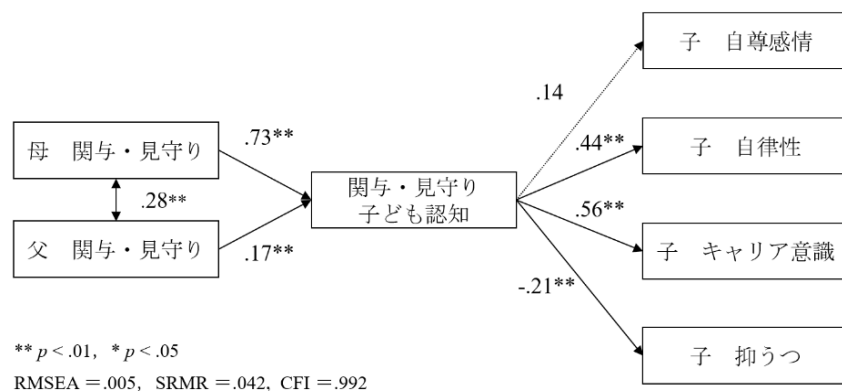 子　自尊感情
.14
母　関与・見守り
.73**
.44**
子　自律性
.28**
関与・見守り
子ども認知
.56**
父　関与・見守り
.17**
子　キャリア意識
-.21**
子　抑うつ
** p < .01, * p < .05
RMSEA =.005, SRMR =.042, CFI =.992